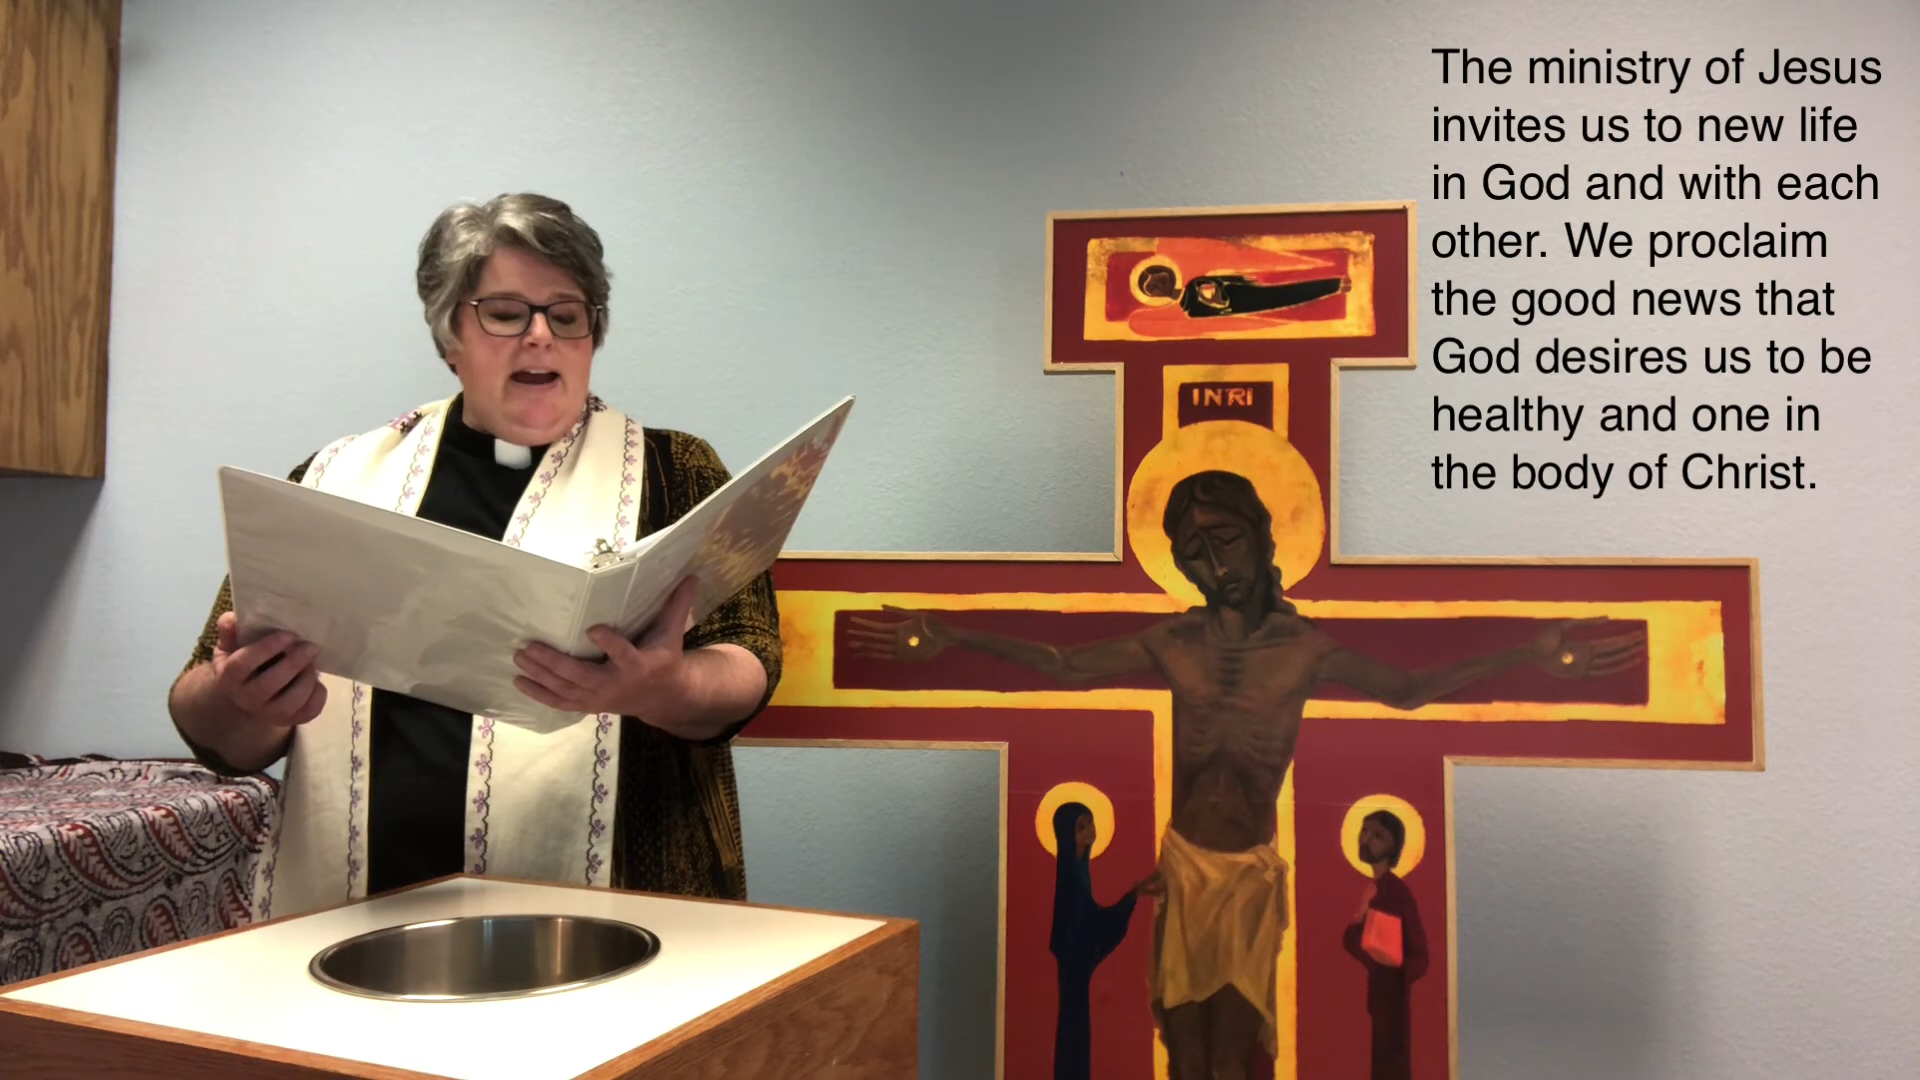 The ministry of Jesus
invites us to new life
in God and with each
other. We proclaim
the good news that
God desires us to be
healthy and one in
the body of Christ.
INRI